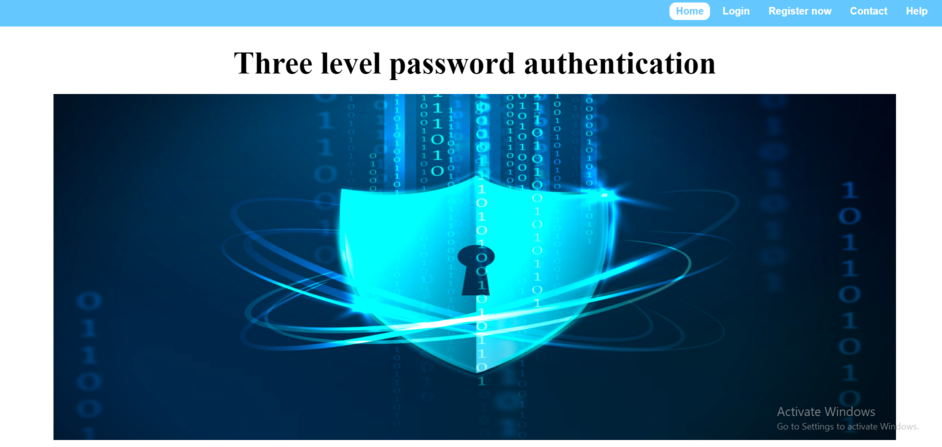 Home Login Register now Contact Help
Three level password authentication
Activate Windows
Go to Settings to activate Windows.